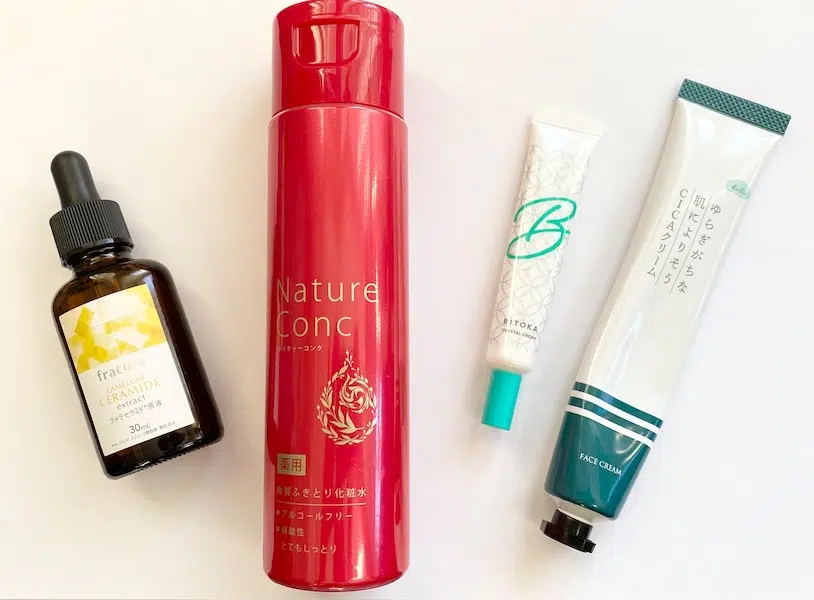 LAMELLAR
CERAMIDE
extract
ラメラセラミド原液
30mL
Nature
Conc
ネイチャーコンク
薬用
角質ふきとり化粧水
アルコールフリー
弱酸性
とてもしっとり
B
BITOKA
CRYSTAL CREAM
ゆらぎがちな
肌によりそう
CICAクリーム
FACE CREAM